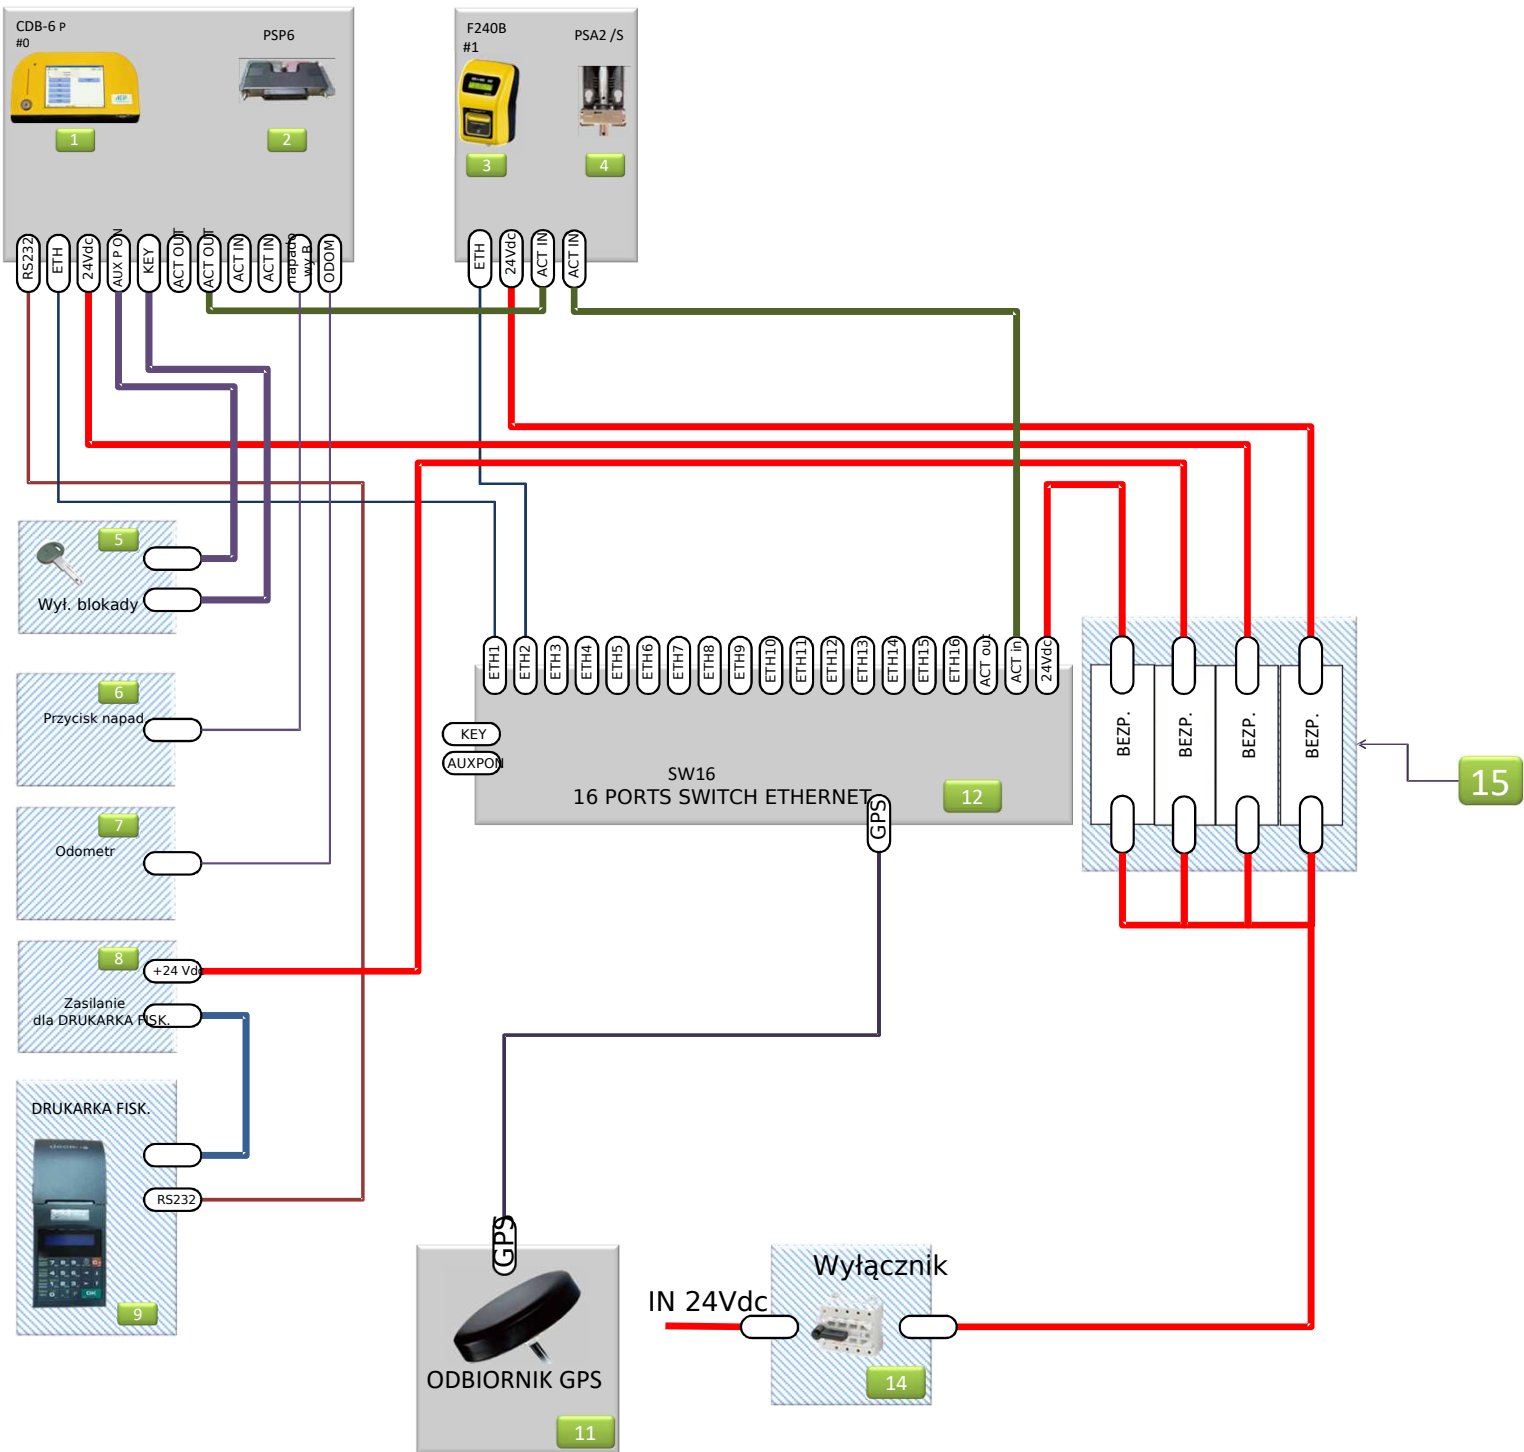 CDB-6 P
#0
PSP6
1
2
F240B
#1
PSA2 /S
3
4
RS232
ETH
24Vdc
AUX P ON
KEY
ACT OUT
ACT OUT
ACT IN
ACT IN
napado
wy B
ODOM
ETH
24Vdc
ACT IN
ACT IN
5
Wył. blokady
6
Przycisk napad.
7
Odometr
8
+24 Vdc
Zasilanie
dla DRUKARKA FISK.
DRUKARKA FISK.
RS232
9
ETH1
ETH2
ETH3
ETH4
ETH5
ETH6
ETH7
ETH8
ETH9
ETH10
ETH11
ETH12
ETH13
ETH14
ETH15
ETH16
ACT out
ACT in
24Vdc
KEY
AUXPON
SW16
16 PORTS SWITCH ETHERNET
12
GPS
BEZP.
BEZP.
BEZP.
BEZP.
15
GPS
ODBIORNIK GPS
11
Wyłącznik
IN 24Vdc
14